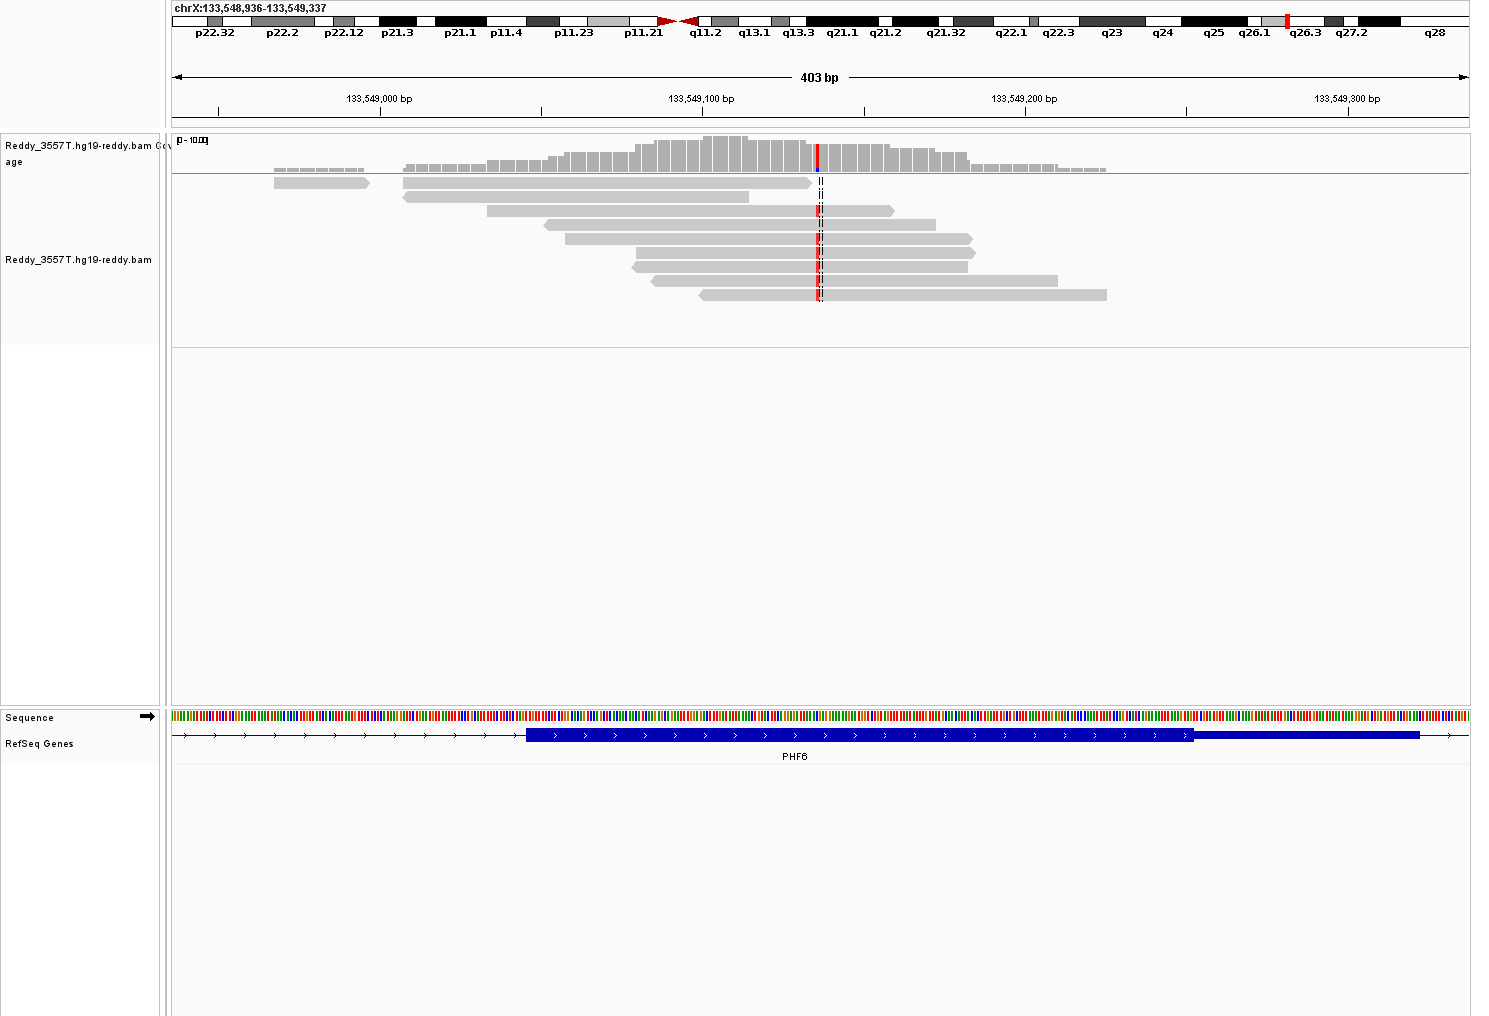 chrX:133,548,936-133,549,337
p22.32 p22.2 p22.12 p21.3 p21.1 p11.4 p11.23 p11.21 q11.2 q13.1 q13.3 q21.1 q21.2 q21.32 q22.1 q22.3 q23 q24 q25 q26.1 q26.3 q27.2 q28
403 bp
133,549,000 bp 133,549,100 bp 133,549,200 bp 133,549,300 bp
Reddy_3557T.hg19-reddy.bam Cov
age
[0 - 10.00]
Reddy_3557T.hg19-reddy.bam
Sequence
RefSeq Genes
PHF6